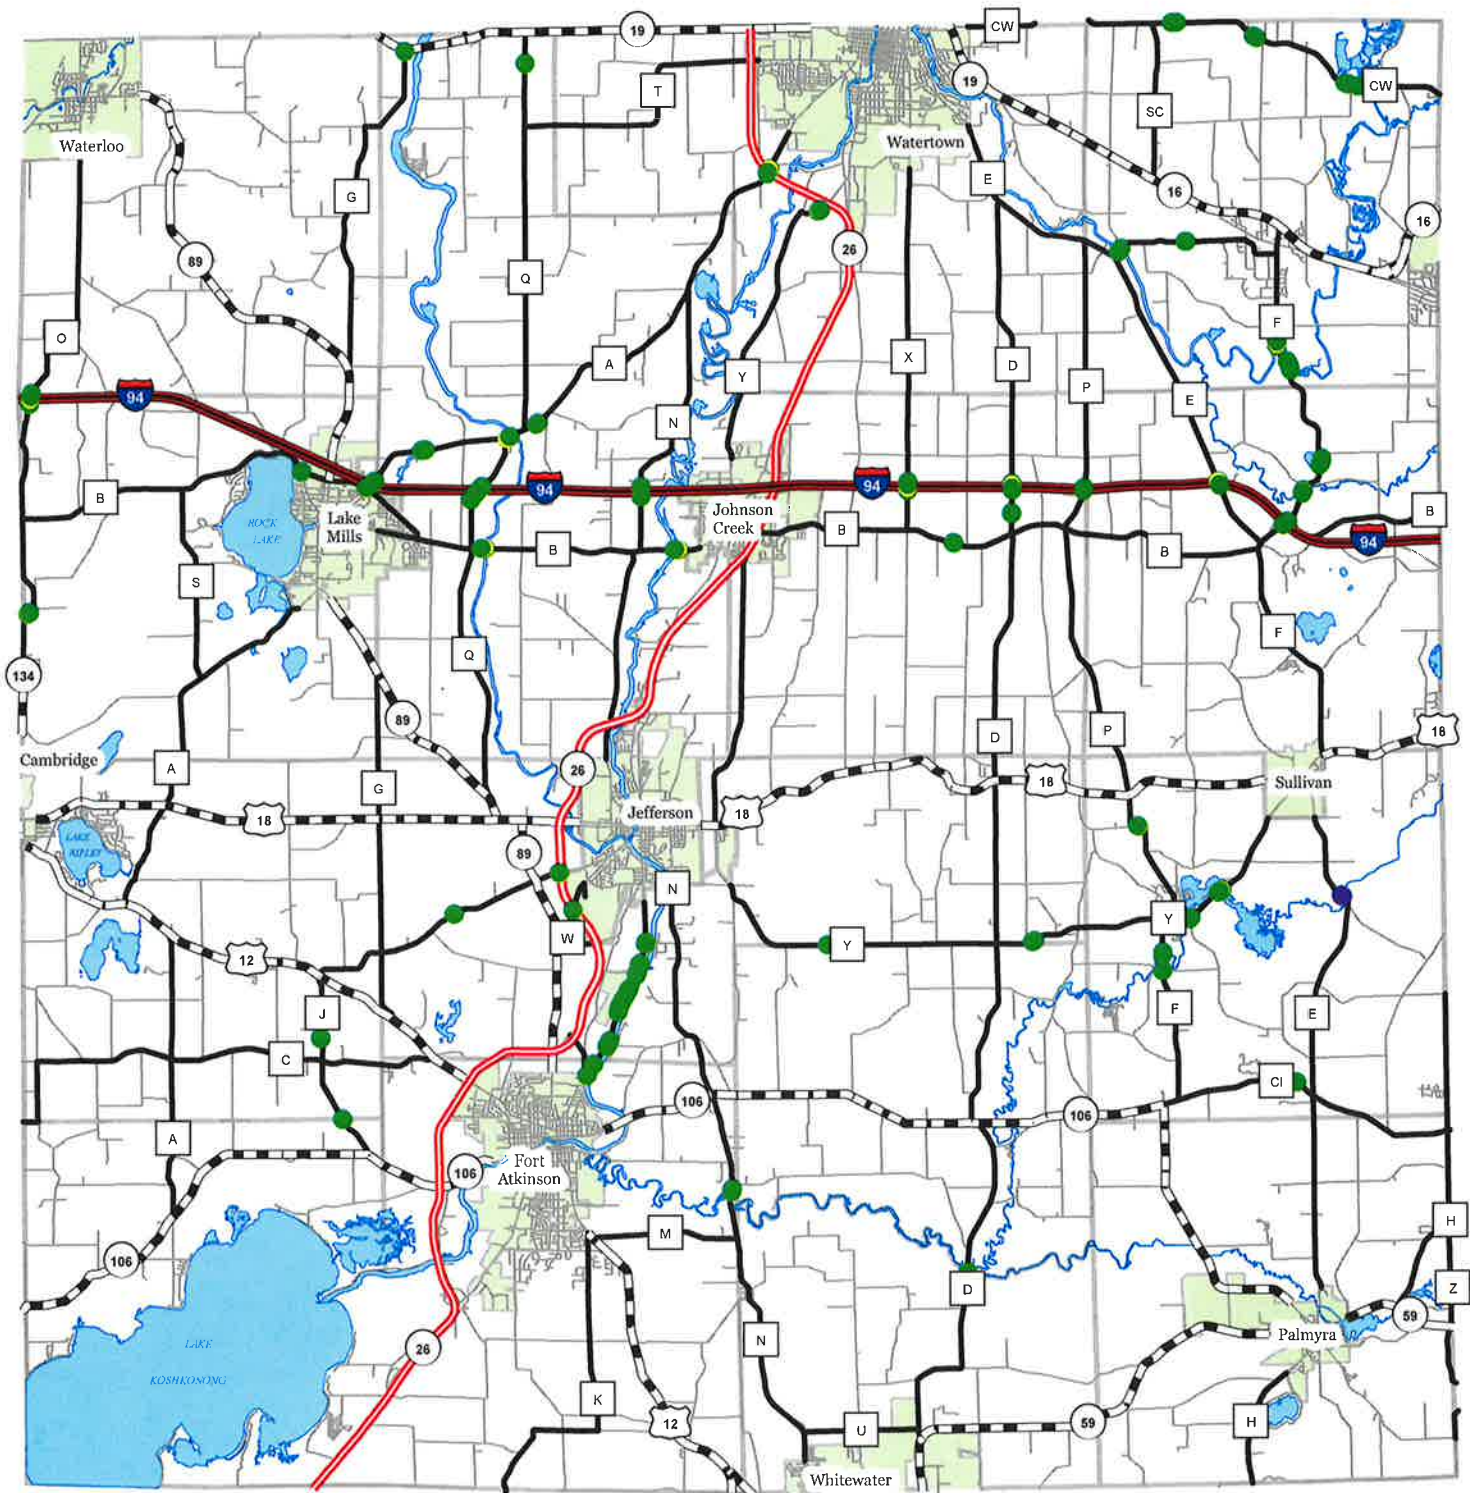 19
CW
19
CW
T
SC
Waterloo
Watertown
E
16
G
16
26
89
Q
F
O
A
X
D
Y
P
94
E
N
B
94
94
Johnson
Creek
B
ROCK
LAKE
Lake
Mills
B
B
B
94
S
F
Q
134
89
D
P
18
Cambridge
A
26
G
18
Sullivan
18
Jefferson
18
LAKE
RIPLEY
89
N
W
Y
Y
12
J
F
E
C
CI
106
106
A
Fort
Atkinson
106
M
H
106
D
Z
59
LAKE
KOSHKONONG
26
N
Palmyra
K
12
U
59
H
Whitewater